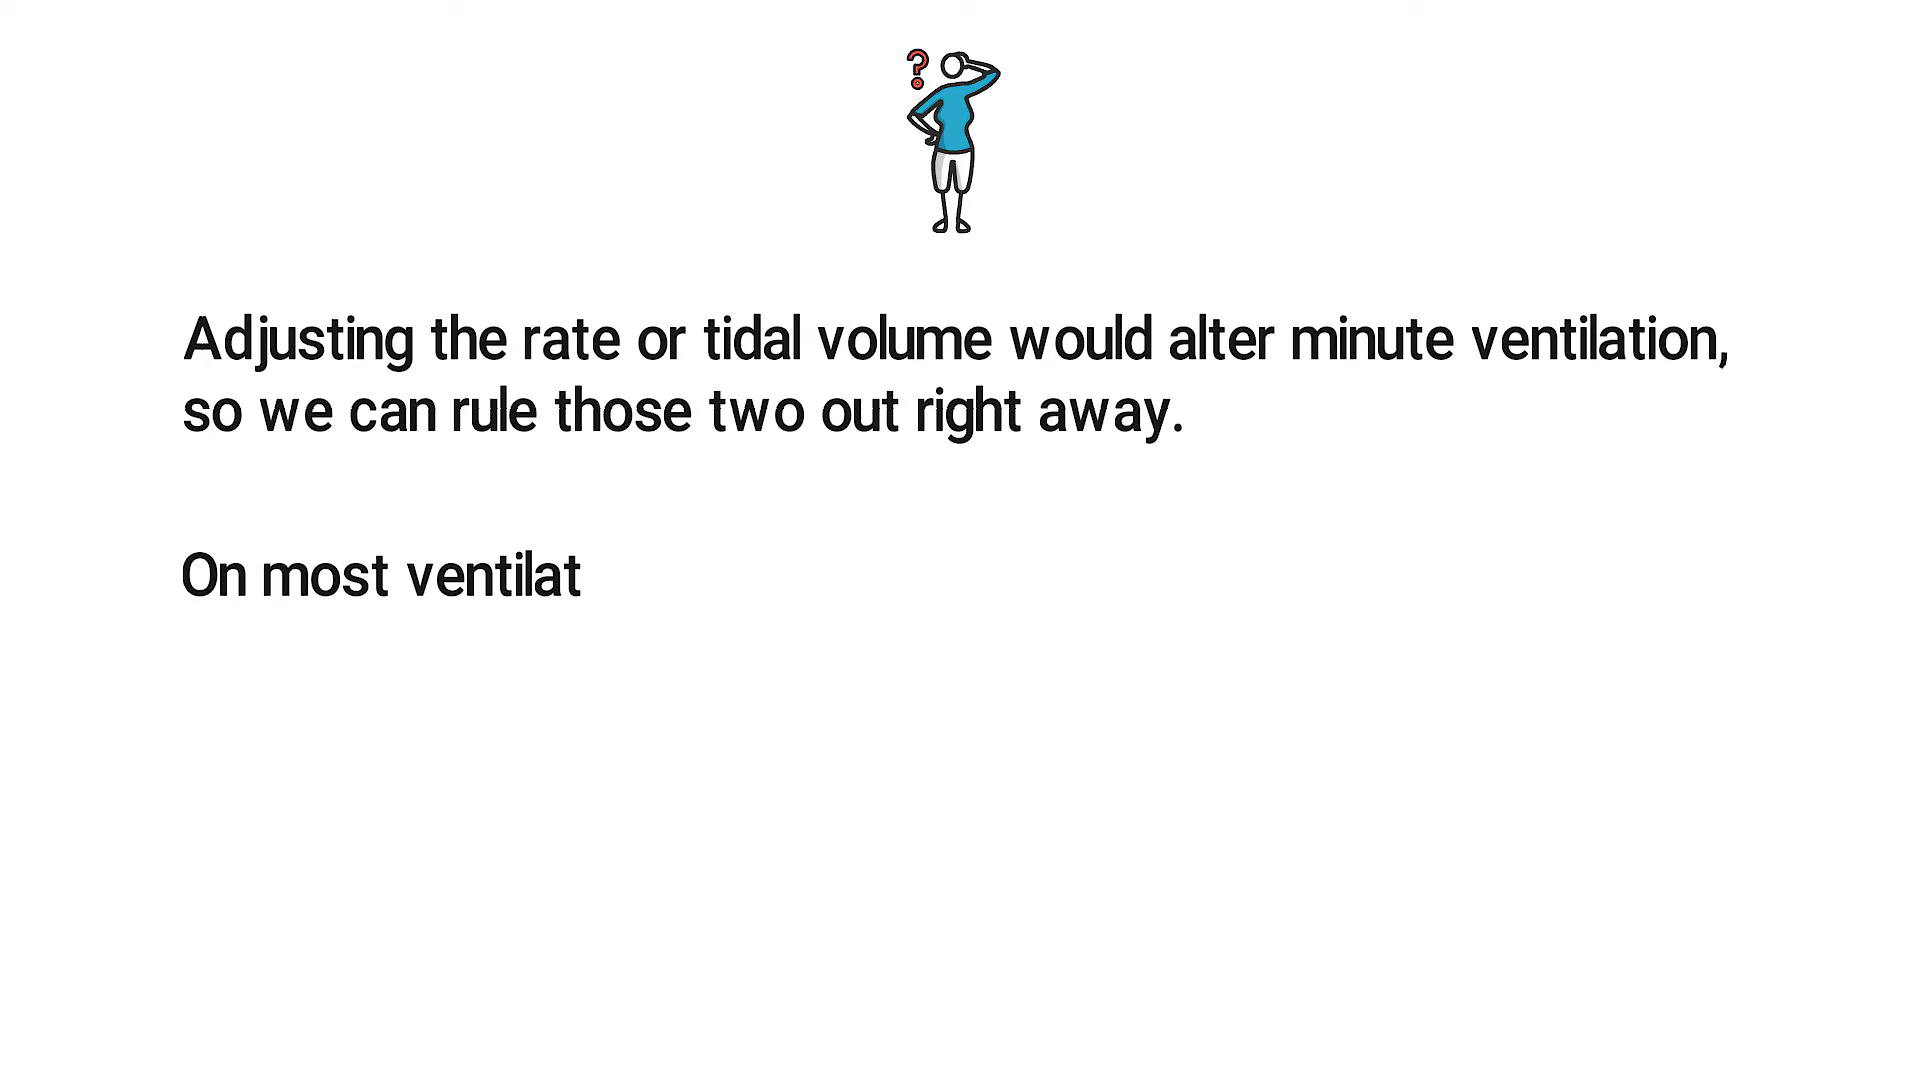 ?
Adjusting the rate or tidal volume would alter minute ventilation,
so we can rule those two out right away.
On most ventilat